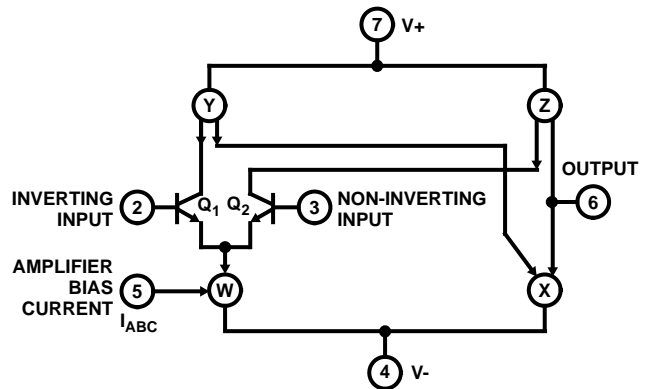 7 V+
Y
Z
OUTPUT
6
INVERTING
INPUT
2
Q1
Q2
3
NON-INVERTING
INPUT
AMPLIFIER
BIAS
CURRENT
IABC
5
W
X
4 V-